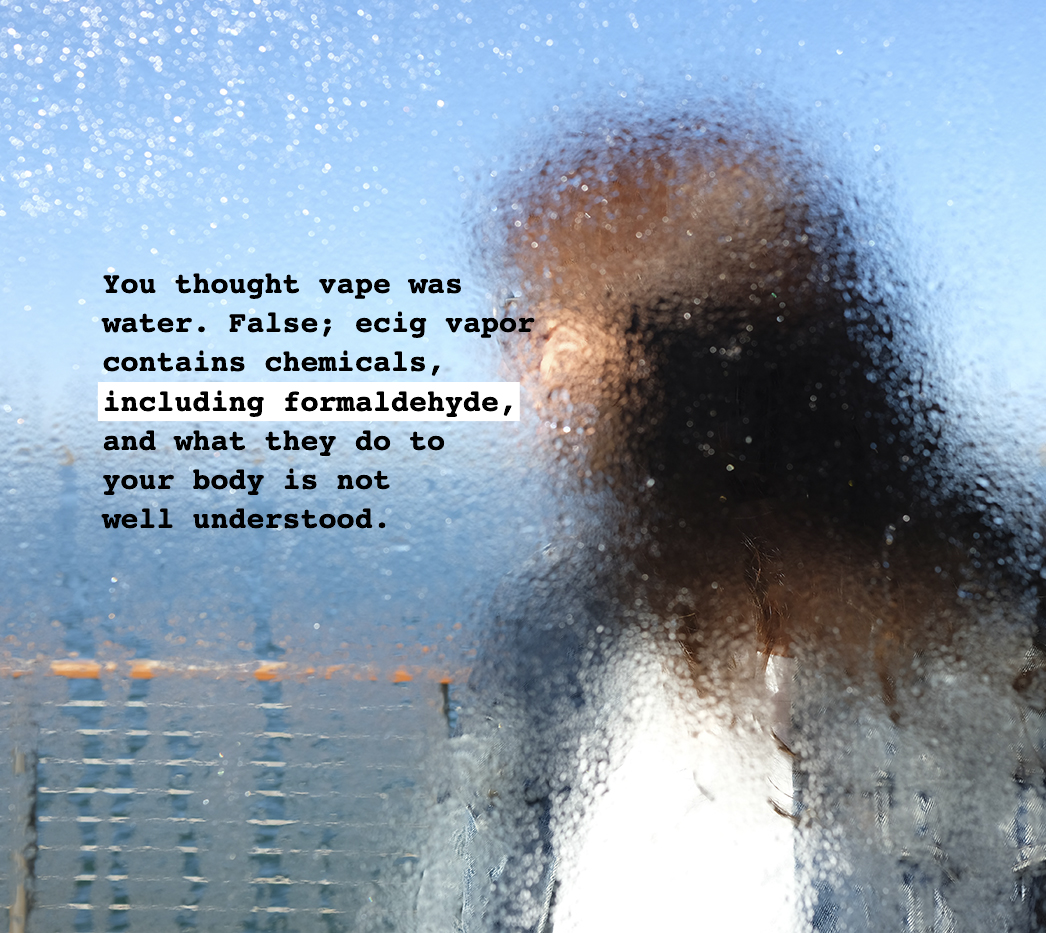 You thought vape was
water. False; ecig vapor
contains chemicals,
including formaldehyde,
and what they do to
your body is not
well understood.